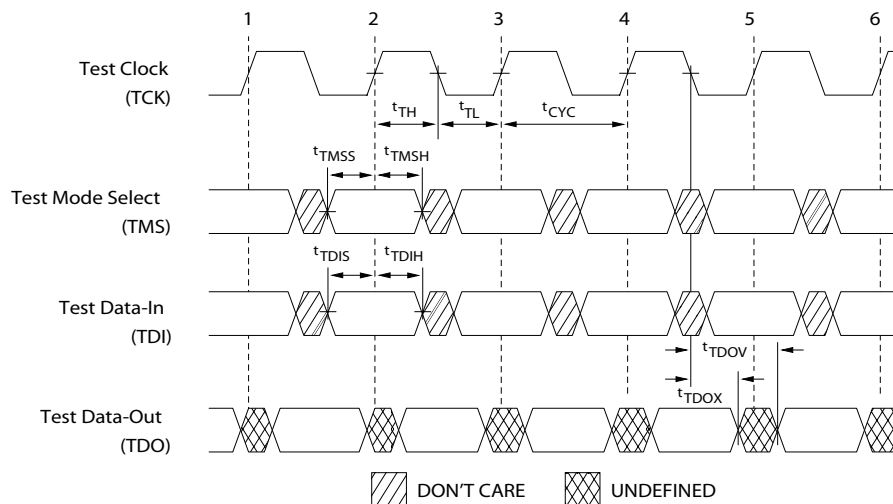 1 2 3 4 5 6
Test Clock
(TCK)
tTH tTL tCYC
tTMSS tTMSH
Test Mode Select
(TMS)
tTDIS tTDIH
Test Data-In
(TDI)
tTDOV
tTDOX
Test Data-Out
(TDO)
DON'T CARE UNDEFINED